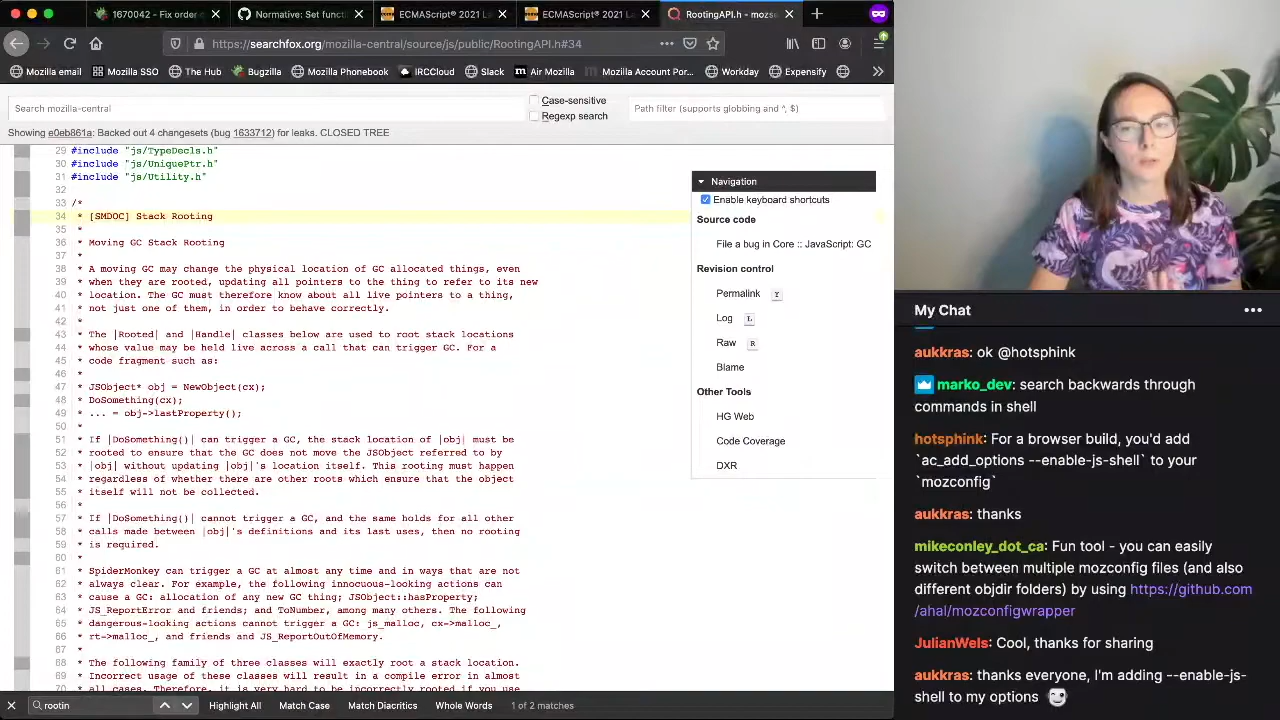 1670042 - Fix order
Normative: Set functi
ECMAScript® 2021 L
ECMAScript® 2021 La
RootingAPI.h - mozs
https://searchfox.org/mozilla-central/source/js/public/RootingAPI.h#34
Mozilla email
Mozilla SSO
The Hub
Bugzilla
Mozilla Phonebook
IRCCloud
Slack
Air Mozilla
Mozilla Account Por...
Workday
Expensify
Search mozilla-central
Case-sensitive
Regexp search
Path filter (supports globbing and ^, $)
Showing e0eb861a: Backed out 4 changesets (bug 1633712) for leaks. CLOSED TREE
29 #include "js/TypeDecls.h"
30 #include "js/UniquePtr.h"
31 #include "js/Utility.h"
32
33 /*
34 * [SMDOC] Stack Rooting
35 *
36 * Moving GC Stack Rooting
37 *
38 * A moving GC may change the physical location of GC allocated things, even
39 * when they are rooted, updating all pointers to the thing to refer to its new
40 * location. The GC must therefore know about all live pointers to a thing,
41 * not just one of them, in order to behave correctly.
42 *
43 * The |Rooted| and |Handle| classes below are used to root stack locations
44 * whose value may be held live across a call that can trigger GC. For a
45 * code fragment such as:
46 *
47 * JSObject* obj = NewObject(cx);
48 * DoSomething(cx);
49 * ... = obj->lastProperty();
50 *
51 * If |DoSomething()| can trigger a GC, the stack location of |obj| must be
52 * rooted to ensure that the GC does not move the JSObject referred to by
53 * |obj| without updating |obj|'s location itself. This rooting must happen
54 * regardless of whether there are other roots which ensure that the object
55 * itself will not be collected.
56 *
57 * If |DoSomething()| cannot trigger a GC, and the same holds for all other
58 * calls made between |obj|'s definitions and its last uses, then no rooting
59 * is required.
60 *
61 * SpiderMonkey can trigger a GC at almost any time and in ways that are not
62 * always clear. For example, the following innocuous-looking actions can
63 * cause a GC: allocation of any new GC thing; JSObject::hasProperty;
64 * JS_ReportError and friends; and ToNumber, among many others. The following
65 * dangerous-looking actions cannot trigger a GC: js_malloc, cx->malloc_,
66 * rt->malloc_, and friends and JS_ReportOutOfMemory.
67 *
68 * The following family of three classes will exactly root a stack location.
69 * Incorrect usage of these classes will result in a compile error in almost
70 * all cases. Therefore, it is very hard to be incorrectly rooted if you use
Navigation
Enable keyboard shortcuts
Source code
File a bug in Core :: JavaScript: GC
Revision control
Permalink Y
Log L
Raw R
Blame
Other Tools
HG Web
Code Coverage
DXR
rootin
Highlight All
Match Case
Match Diacritics
Whole Words
1 of 2 matches
My Chat
aukkras: ok @hotsphink
marko_dev: search backwards through
commands in shell
hotsphink: For a browser build, you'd add
`ac_add_options --enable-js-shell` to your
`mozconfig`
aukkras: thanks
mikeconley_dot_ca: Fun tool - you can easily
switch between multiple mozconfig files (and also
different objdir folders) by using https://github.com
/ahal/mozconfigwrapper
JulianWels: Cool, thanks for sharing
aukkras: thanks everyone, I'm adding --enable-js-
shell to my options